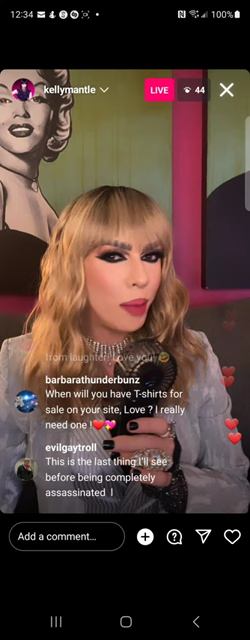 12:34
100%
kellymantle
LIVE
44
from laughter! Love you! 🤣
barbarathunderbunz
When will you have T-shirts for
sale on your site, Love ? I really
need one !❤️💖
evilgaytroll
This is the last thing I'll see
before being completely
assassinated  I
Add a comment...